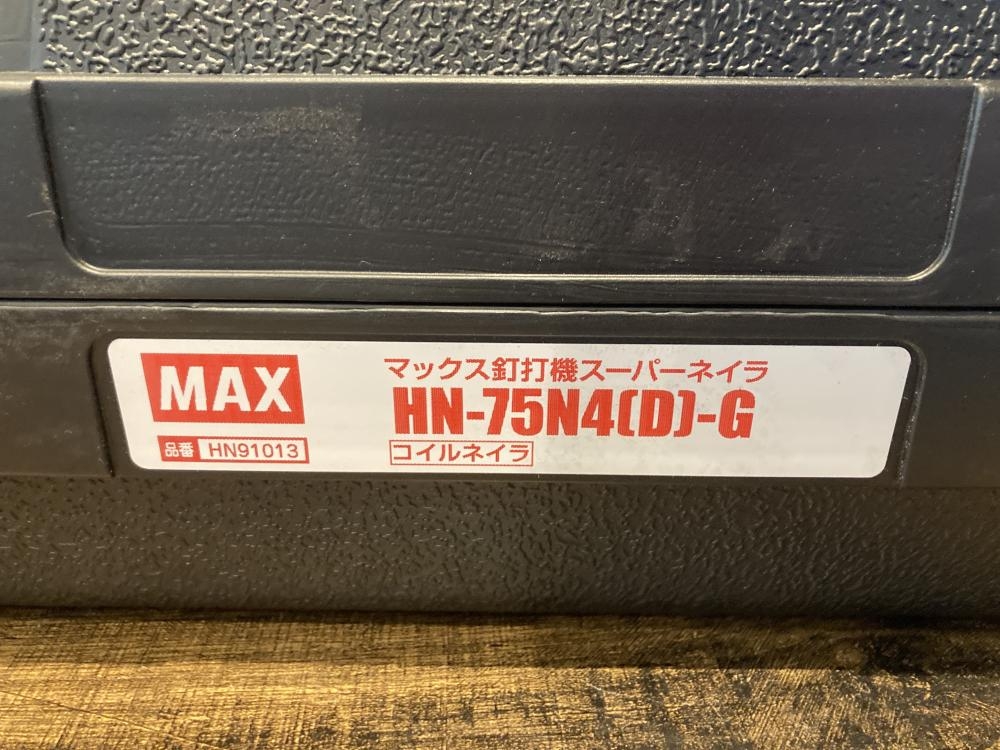 MAX
品番 HN91013
マックス釘打機スーパーネイラ
HN-75N4(D)-G
コイルネイラ